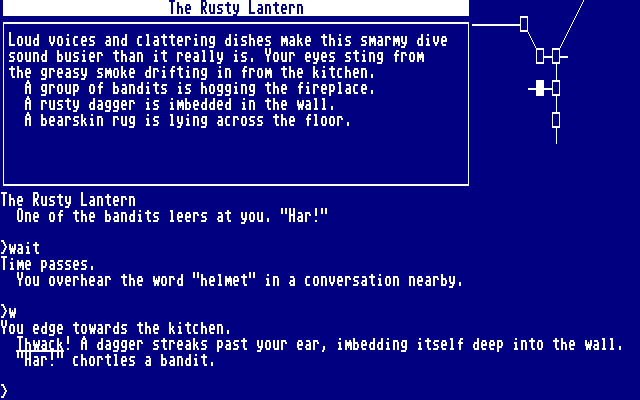 The Rusty Lantern
Loud voices and clattering dishes make this smarmy dive
sound busier than it really is. Your eyes sting from
the greasy smoke drifting in from the kitchen.
A group of bandits is hogging the fireplace.
A rusty dagger is imbedded in the wall.
A bearskin rug is lying across the floor.
The Rusty Lantern
One of the bandits leers at you. "Har!"
>wait
Time passes.
You overhear the word "helmet" in a conversation nearby.
>w
You edge towards the kitchen.
Thwack! A dagger streaks past your ear, imbedding itself deep into the wall.
"Har!" chortles a bandit.
>